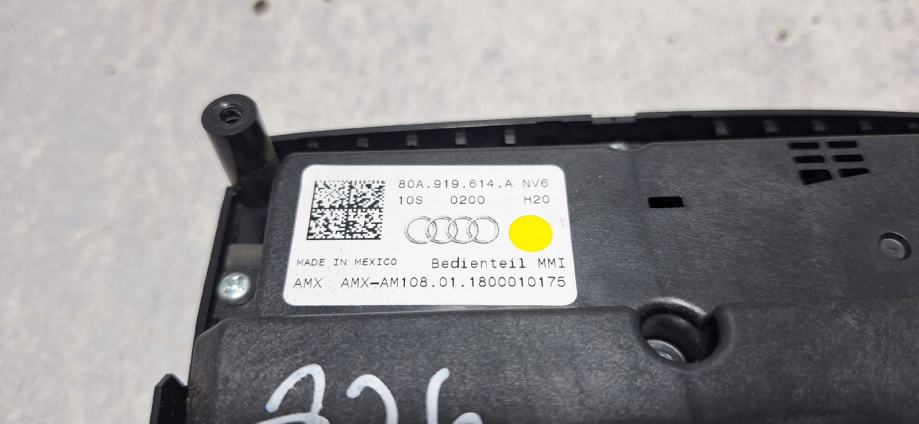 80A.919.614.A NV6
10S 0200 H20
MADE IN MEXICO Bedienteil MMI
AMX AMX-AM108.01.1800010175